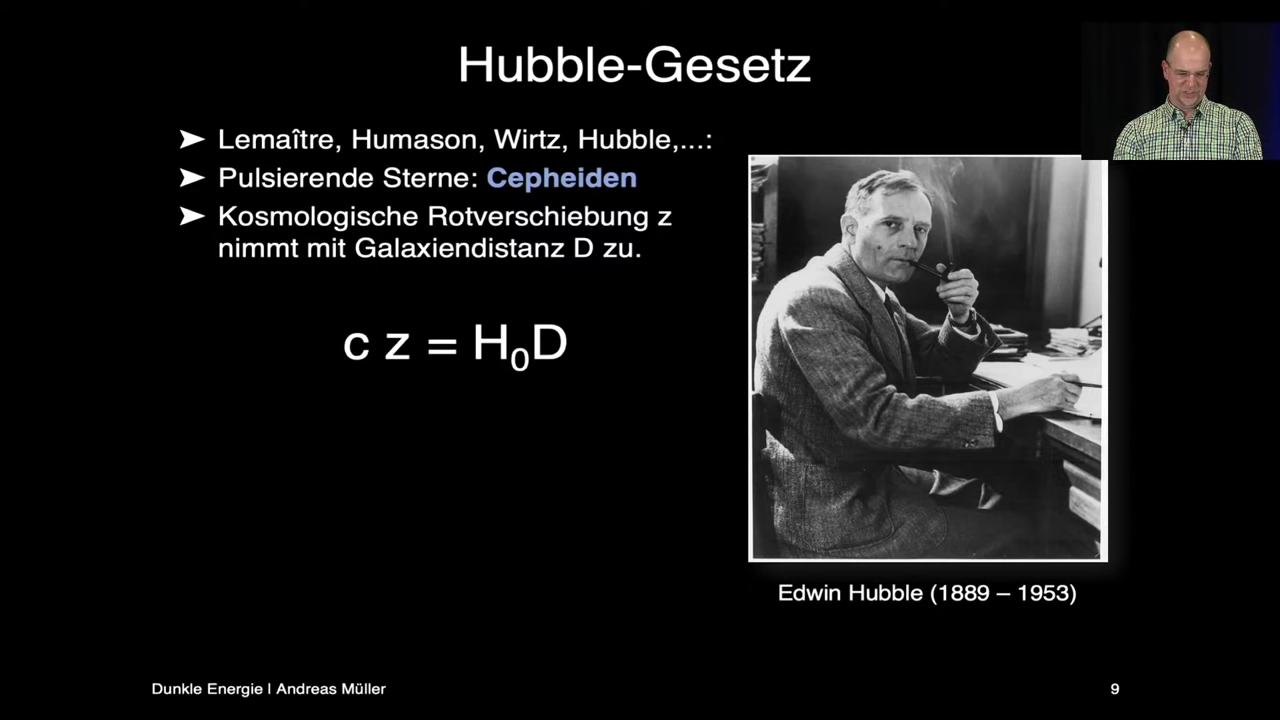 Hubble-Gesetz
➤ Lemaître, Humason, Wirtz, Hubble,...:
➤ Pulsierende Sterne: Cepheiden
➤ Kosmologische Rotverschiebung z
nimmt mit Galaxiendistanz D zu.
c z = H₀D
Edwin Hubble (1889 – 1953)
Dunkle Energie | Andreas Müller
9